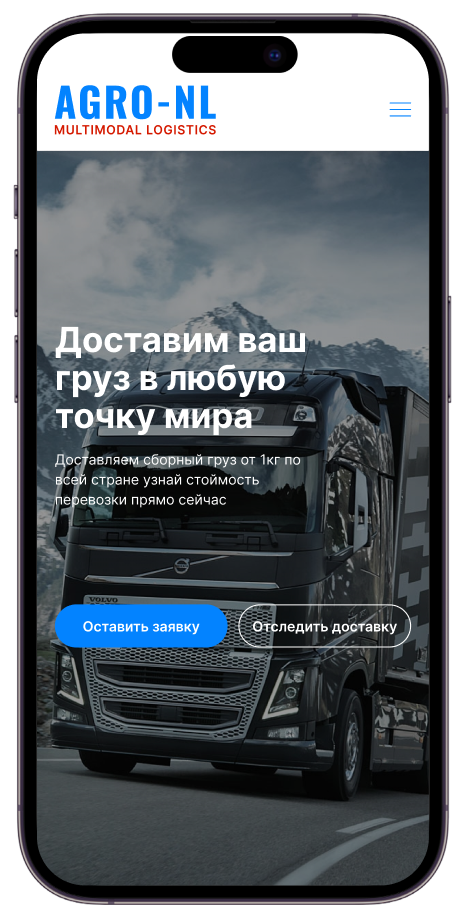 AGRO-NL
MULTIMODAL LOGISTICS
Доставим ваш
груз в любую
точку мира
Доставляем сборный груз от 1кг по
всей стране узнай стоймость
перевозки прямо сейчас
VOLVO
Оставить заявку
Отследить доставку